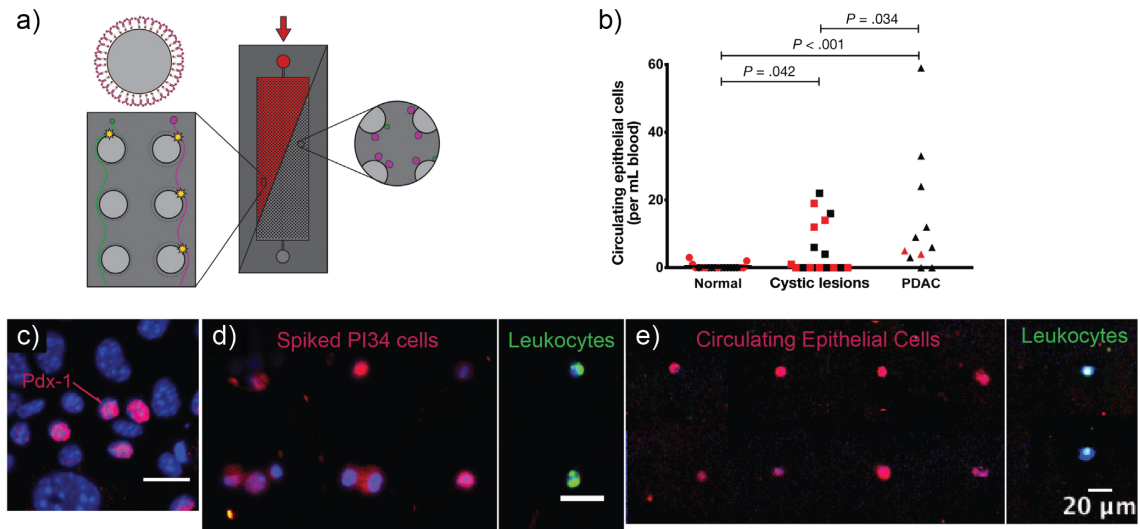 a)
b)
P = .034
P < .001
P = .042
Circulating epithelial cells
(per mL blood)
60
40
20
0
Normal
Cystic lesions
PDAC
c)
Pdx-1
d)
Spiked PI34 cells
Leukocytes
e)
Circulating Epithelial Cells
Leukocytes
20 µm